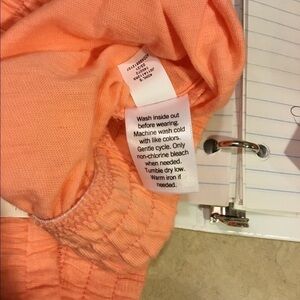 Wash inside out
before wearing.
Machine wash cold
with like colors.
Gentle cycle. Only
non-chlorine bleach
when needed.
Tumble dry low.
Warm iron if
needed.